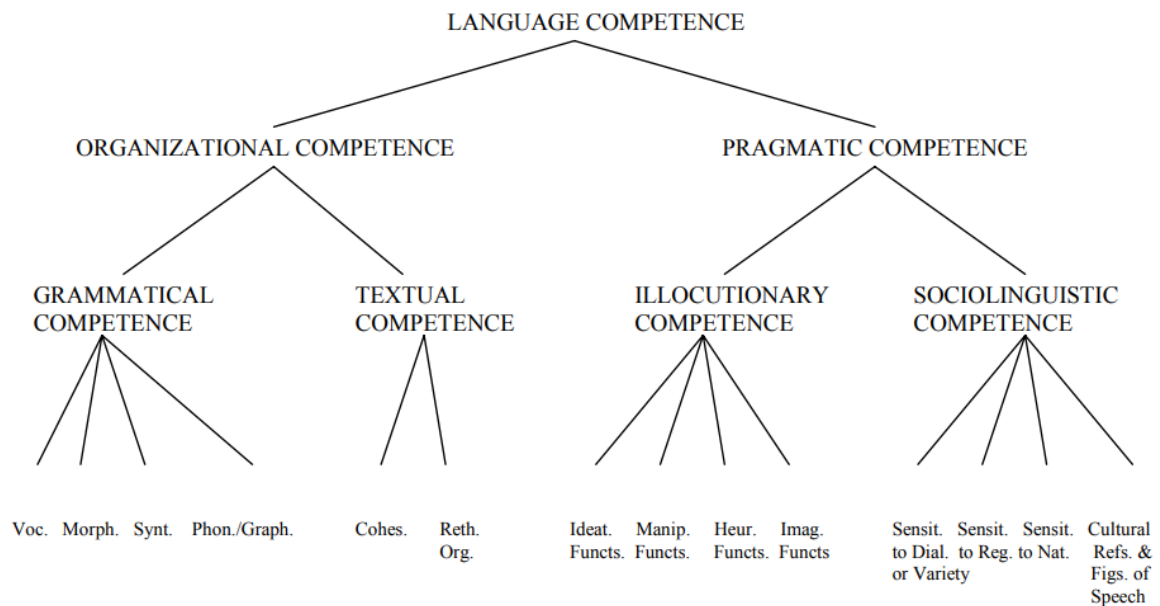 LANGUAGE COMPETENCE
ORGANIZATIONAL COMPETENCE
PRAGMATIC COMPETENCE
GRAMMATICAL
COMPETENCE
TEXTUAL
COMPETENCE
ILLOCUTIONARY
COMPETENCE
SOCIOLINGUISTIC
COMPETENCE
Voc.
Morph.
Synt.
Phon./Graph.
Cohes.
Reth.
Org.
Ideat.
Functs.
Manip.
Functs.
Heur.
Functs.
Imag.
Functs
Sensit.
to Dial.
or Variety
Sensit.
to Reg.
Sensit.
to Nat.
Cultural
Refs. &
Figs. of
Speech